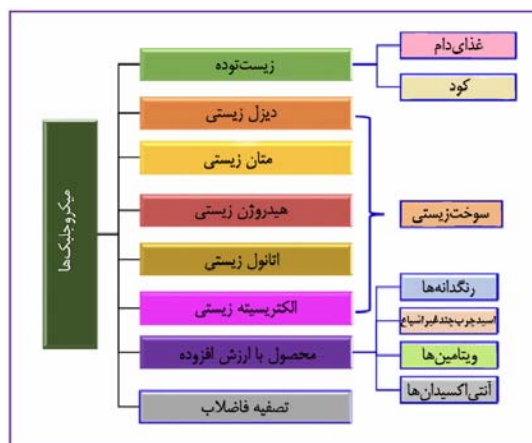 میکروجلبک‌ها
زیست‌توده
دیزل زیستی
متان زیستی
هیدروژن زیستی
اتانول زیستی
الکتریسیته زیستی
محصول با ارزش افزوده
تصفیه فاضلاب
غذای‌دام
کود
سوخت‌زیستی
رنگدانه‌ها
اسیدچرب‌چندغیراشباع
ویتامین‌ها
آنتی‌اکسیدان‌ها